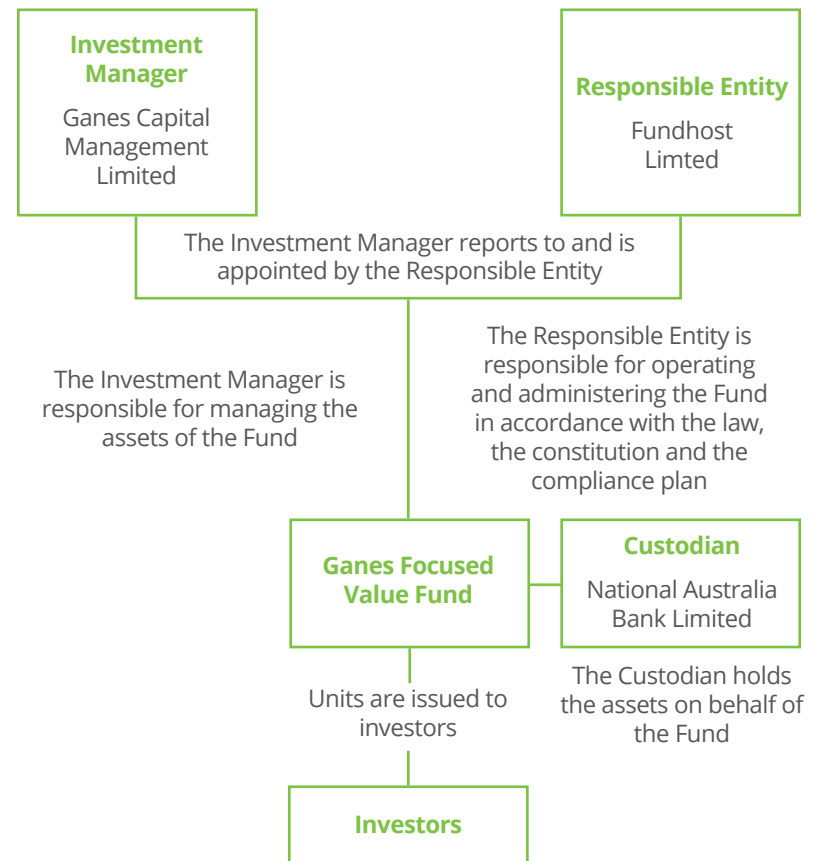 Investment
Manager
Ganes Capital
Management
Limited
Responsible Entity
Fundhost
Limted
The Investment Manager reports to and is
appointed by the Responsible Entity
The Investment Manager is
responsible for managing the
assets of the Fund
The Responsible Entity is
responsible for operating
and administering the Fund
in accordance with the law,
the constitution and the
compliance plan
Ganes Focused
Value Fund
Custodian
National Australia
Bank Limited
The Custodian holds
the assets on behalf of
the Fund
Units are issued to
investors
Investors